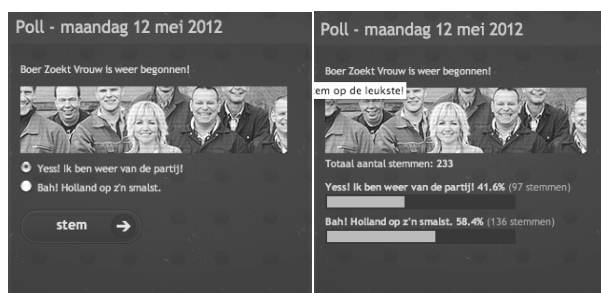 Poll - maandag 12 mei 2012
Boer Zoekt Vrouw is weer begonnen!
Yess! Ik ben weer van de partij!
Bah! Holland op z'n smalst.
stem
Poll - maandag 12 mei 2012
Boer Zoekt Vrouw is weer begonnen!
em op de leukste!
Totaal aantal stemmen: 233
Yess! Ik ben weer van de partij! 41.6% (97 stemmen)
Bah! Holland op z'n smalst. 58.4% (136 stemmen)